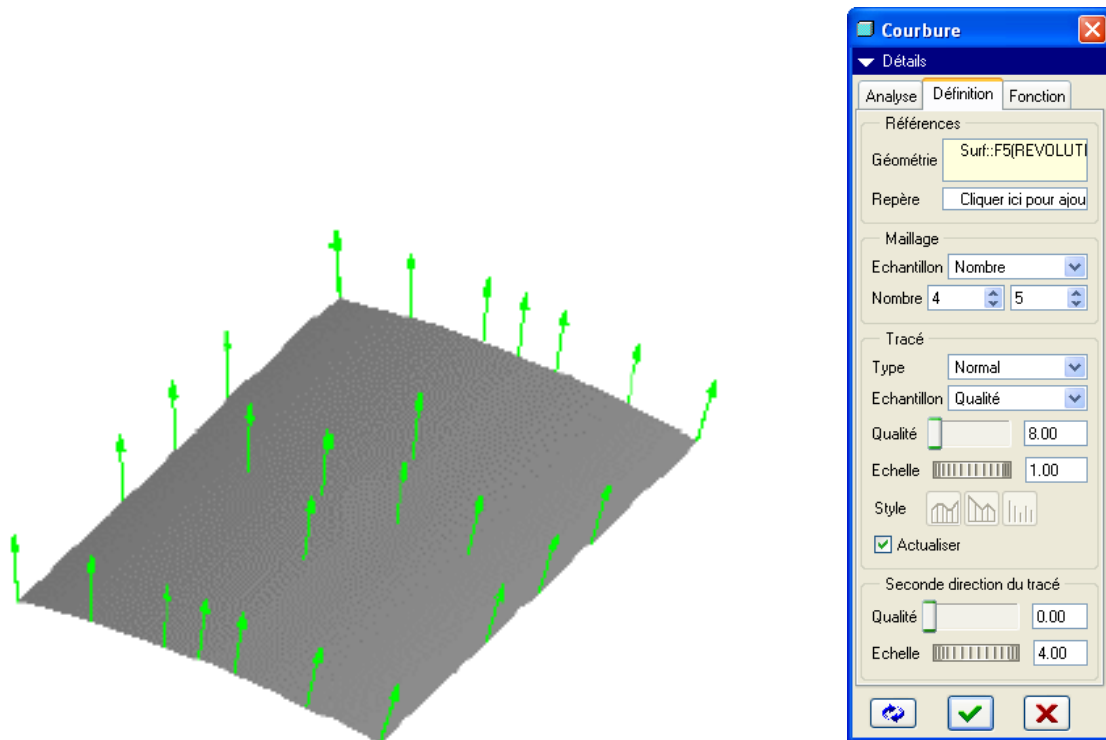 Courbure
Détails
Analyse Définition Fonction
Références
Géométrie Surf::F5(REVOLUTI
Repère Cliquer ici pour ajou
Maillage
Echantillon Nombre
Nombre 4 5
Tracé
Type Normal
Echantillon Qualité
Qualité 8.00
Echelle 1.00
Style
Actualiser
Seconde direction du tracé
Qualité 0.00
Echelle 4.00